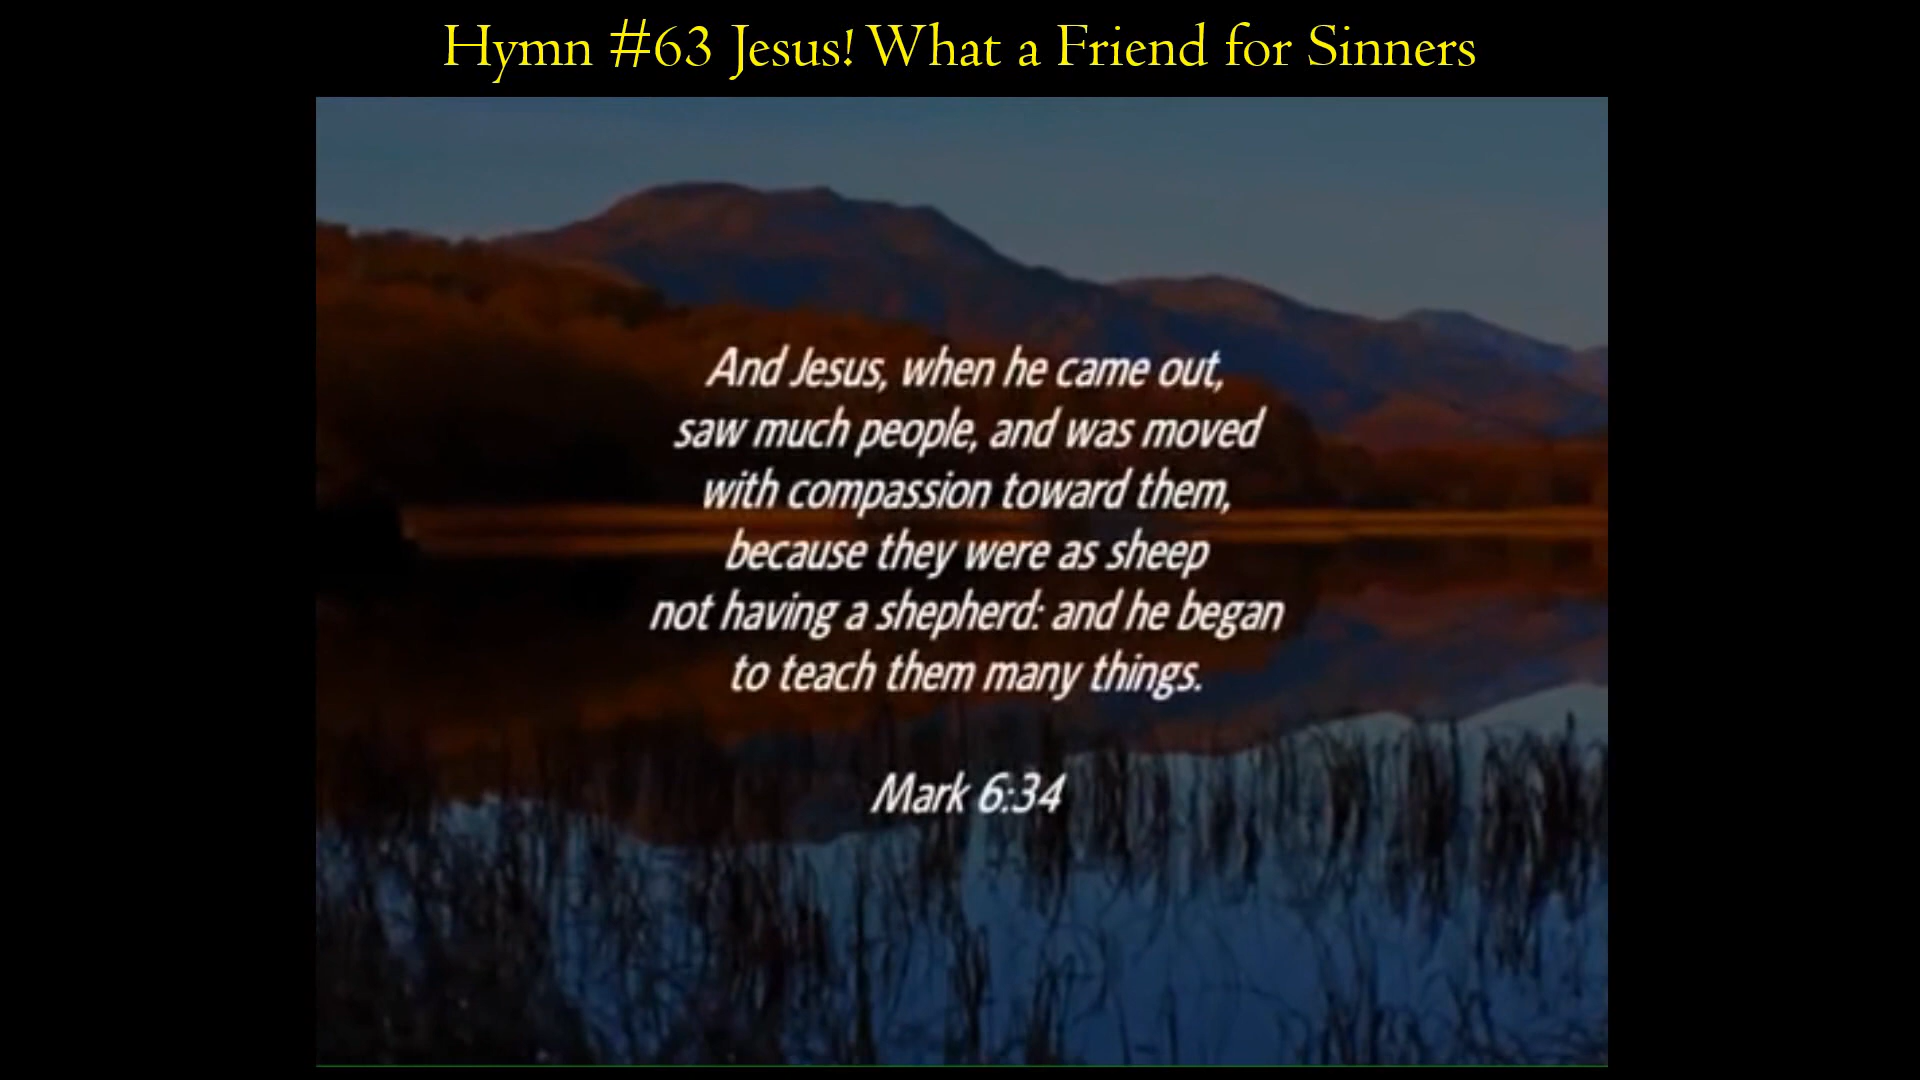 Hymn #63 Jesus! What a Friend for Sinners
And Jesus, when he came out,
saw much people, and was moved
with compassion toward them,
because they were as sheep
not having a shepherd: and he began
to teach them many things.
Mark 6:34